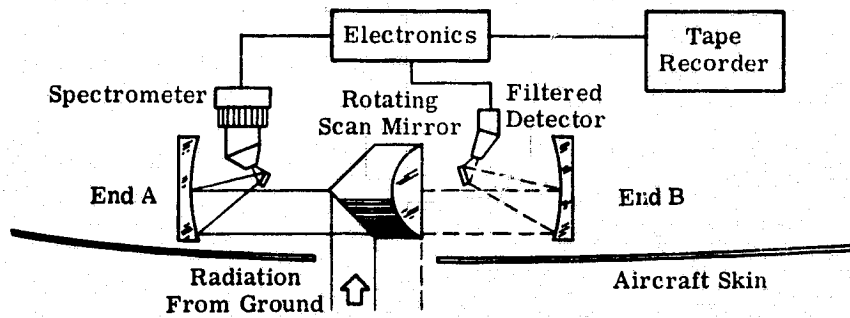 Electronics
Tape
Recorder
Spectrometer
Rotating
Scan Mirror
Filtered
Detector
End A
End B
Radiation
From Ground
Aircraft Skin